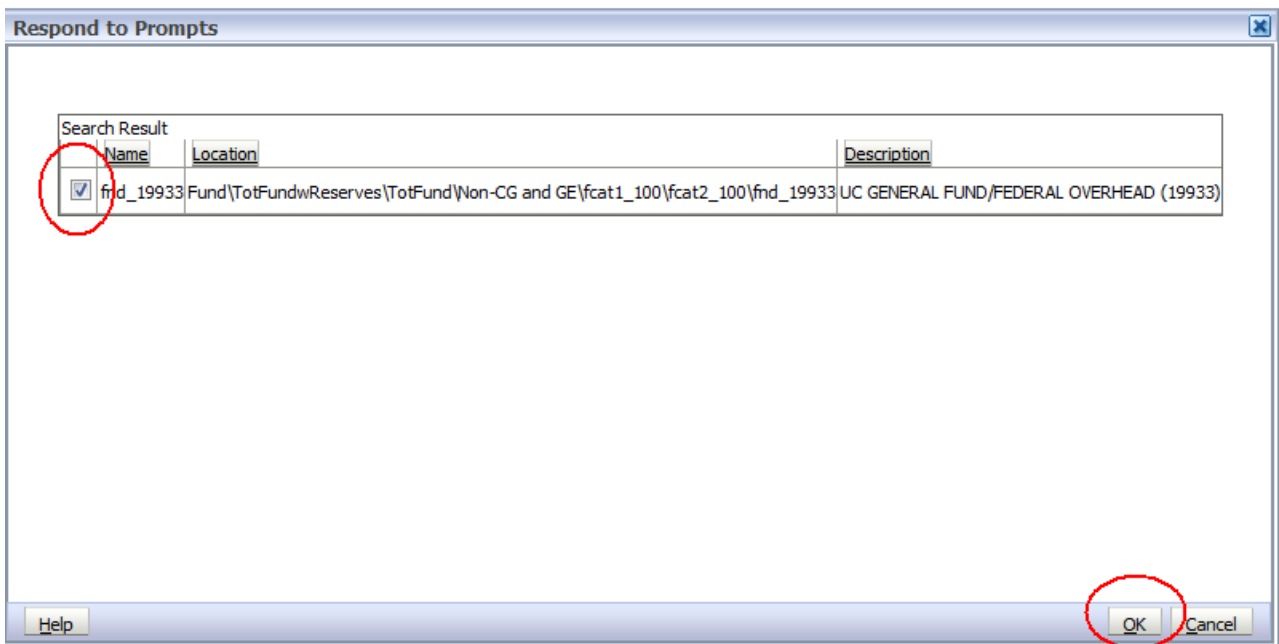 Respond to Prompts
Search Result
Name Location Description
fnd_19933 Fund\TotFundwReserves\TotFund\Non-CG and GE\fcat1_100\fcat2_100\fnd_19933 UC GENERAL FUND/FEDERAL OVERHEAD (19933)
Help OK Cancel